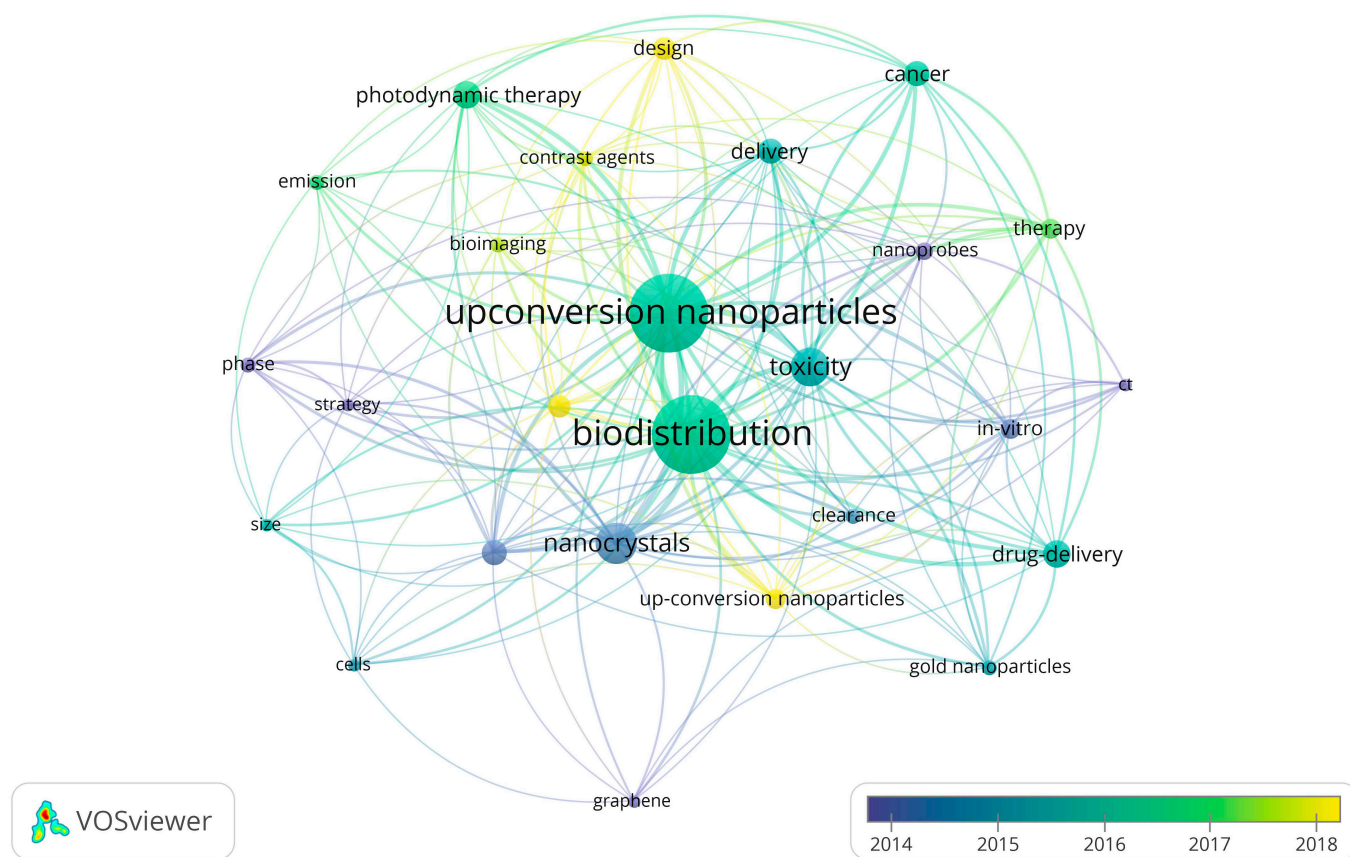 design
cancer
photodynamic therapy
delivery
contrast agents
emission
therapy
bioimaging
nanoprobes
upconversion nanoparticles
phase
toxicity
ct
strategy
in-vitro
biodistribution
clearance
size
nanocrystals
drug-delivery
up-conversion nanoparticles
cells
gold nanoparticles
graphene
VOSviewer
2014 2015 2016 2017 2018